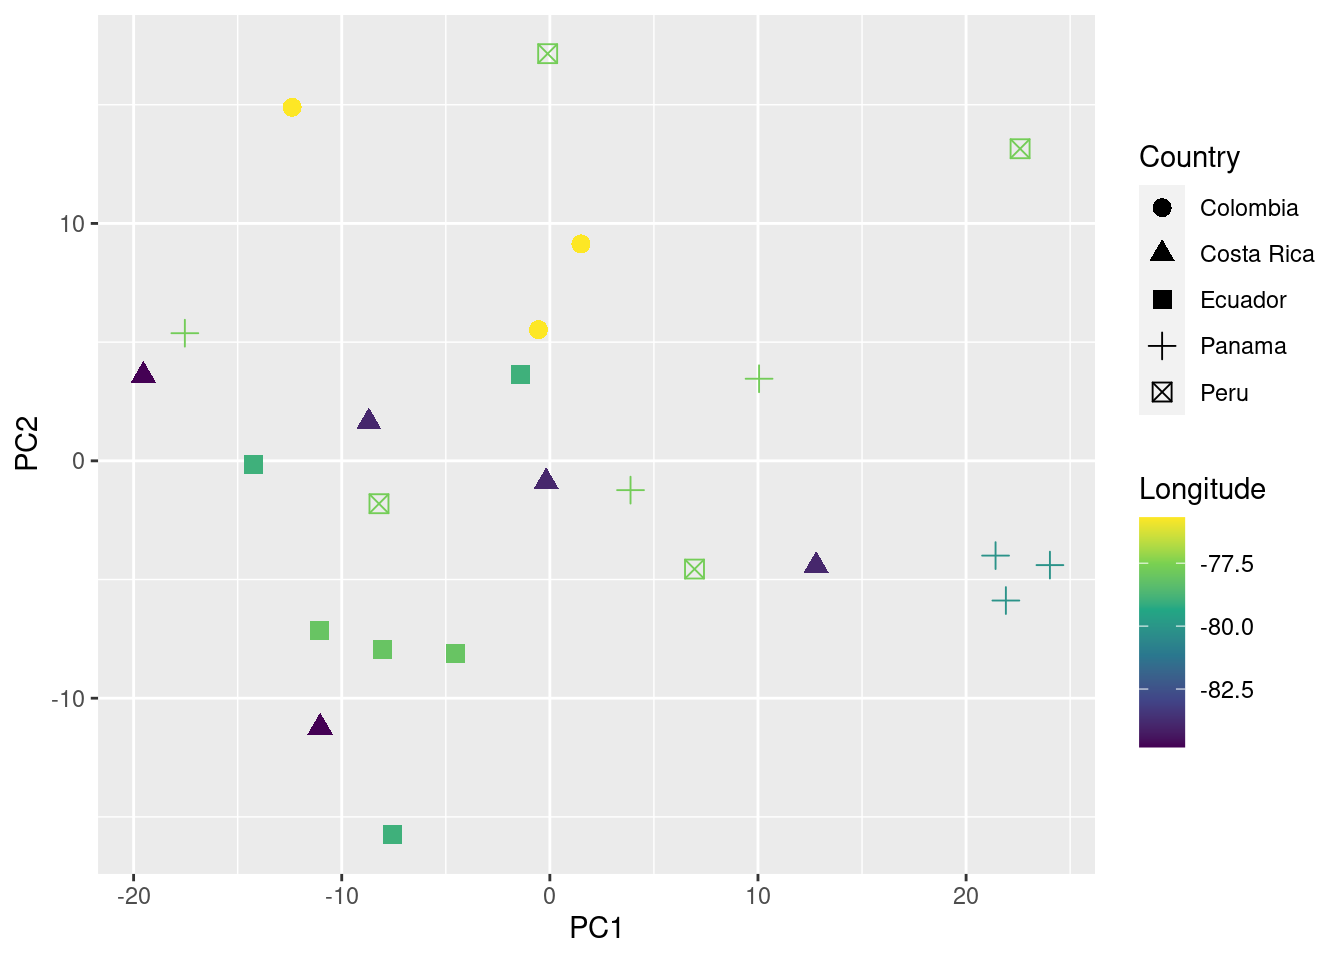 10
0
-10
-20
-10
0
10
20
PC1
PC2
Country
Colombia
Costa Rica
Ecuador
Panama
Peru
Longitude
-77.5
-80.0
-82.5